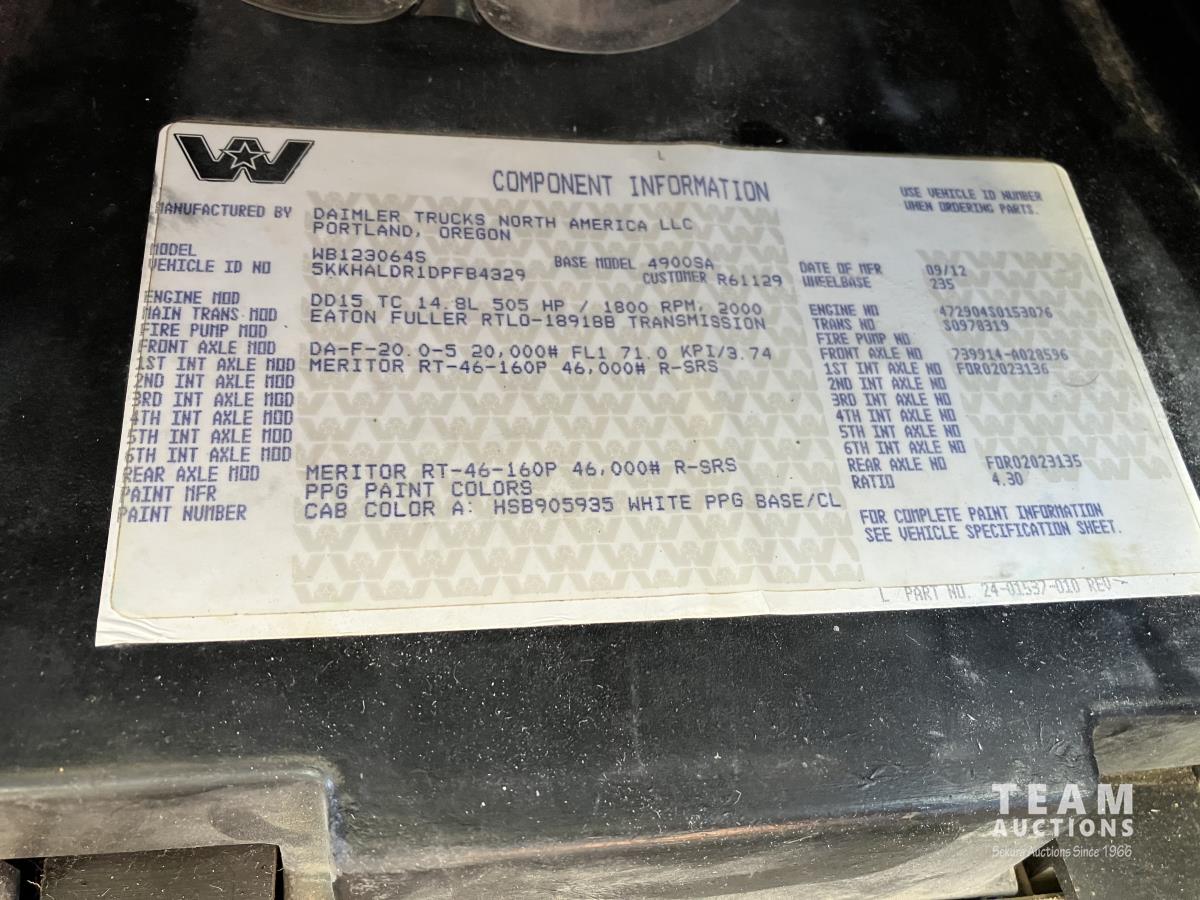 COMPONENT INFORMATION
USE VEHICLE ID NUMBER
WHEN ORDERING PARTS.
MANUFACTURED BY DAIMLER TRUCKS NORTH AMERICA LLC
PORTLAND, OREGON
MODEL WB123064S BASE MODEL 4900SA DATE OF MFR 09/12
VEHICLE ID NO 5KKHALDR1DPFB4329 CUSTOMER R61129 WHEELBASE 235
ENGINE MOD DD15 TC 14.8L 505 HP / 1800 RPM, 2000 ENGINE NO 472904S0153076
MAIN TRANS MOD EATON FULLER RTLO-18918B TRANSMISSION TRANS NO S0978319
FIRE PUMP MOD FIRE PUMP NO
FRONT AXLE MOD DA-F-20.0-5 20,000# FL1 71.0 KPI/3.74 FRONT AXLE NO 739914-A028596
1ST INT AXLE MOD MERITOR RT-46-160P 46,000# R-SRS 1ST INT AXLE NO FDR02023136
2ND INT AXLE MOD 2ND INT AXLE NO
3RD INT AXLE MOD 3RD INT AXLE NO
4TH INT AXLE MOD 4TH INT AXLE NO
5TH INT AXLE MOD 5TH INT AXLE NO
6TH INT AXLE MOD 6TH INT AXLE NO
REAR AXLE MOD MERITOR RT-46-160P 46,000# R-SRS REAR AXLE NO FDR02023135
PAINT MFR PPG PAINT COLORS RATIO 4.30
PAINT NUMBER CAB COLOR A: HSB905935 WHITE PPG BASE/CL
FOR COMPLETE PAINT INFORMATION
SEE VEHICLE SPECIFICATION SHEET.
PART NO. 24-01537-010 REV
TEAM
AUCTIONS
Sekura Auctions Since 1966